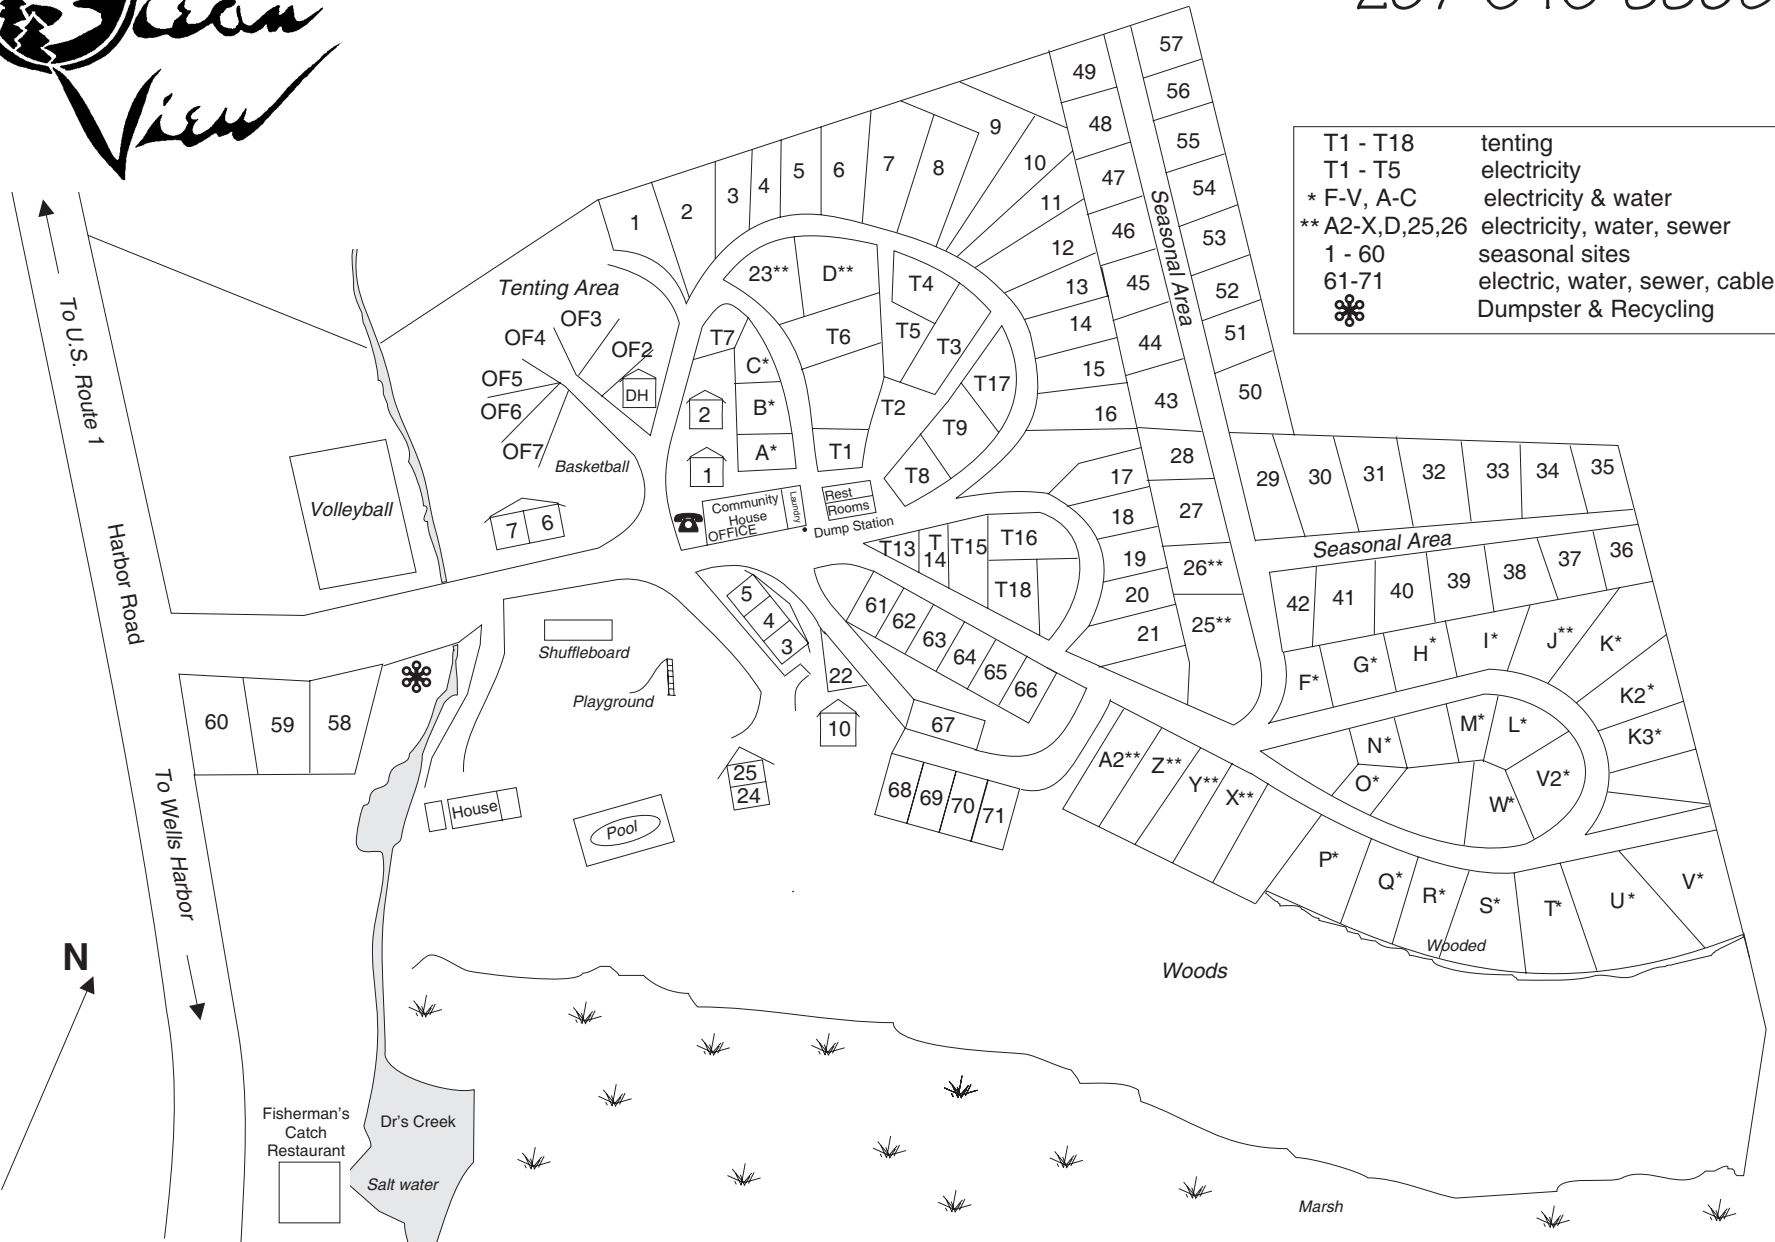 Ocean
View
T1 - T18 tenting
T1 - T5 electricity
* F-V, A-C electricity & water
** A2-X,D,25,26 electricity, water, sewer
1 - 60 seasonal sites
61-71 electric, water, sewer, cable
Dumpster & Recycling
57
49
56
48
55
9
10
8
7
6
5
4
3
2
1
47
54
11
46
53
12
45
52
13
14
44
51
15
43
50
16
Seasonal Area
23**
D**
T4
T5
T3
T6
T7
C*
B*
A*
T17
T2
T9
T1
T8
Tenting Area
OF3
OF4
OF2
OF5
OF6
OF7
DH
2
1
Basketball
To U.S. Route 1
Harbor Road
To Wells Harbor
Volleyball
7
6
Community
House
OFFICE
Laundry
Rest
Rooms
Dump Station
17
28
18
27
19
26**
20
25**
21
29
30
31
32
33
34
35
Seasonal Area
36
37
38
39
40
41
42
T13
T
14
T15
T16
T18
5
4
3
22
10
61
62
63
64
65
66
67
68
69
70
71
Shuffleboard
Playground
60
59
58
25
24
House
Pool
F*
G*
H*
I*
J**
K*
K2*
K3*
N*
M*
L*
O*
V2*
W*
A2**
Z**
Y**
X**
P*
Q*
R*
S*
T*
U*
V*
Wooded
Woods
N
Fisherman's
Catch
Restaurant
Dr's Creek
Salt water
Marsh